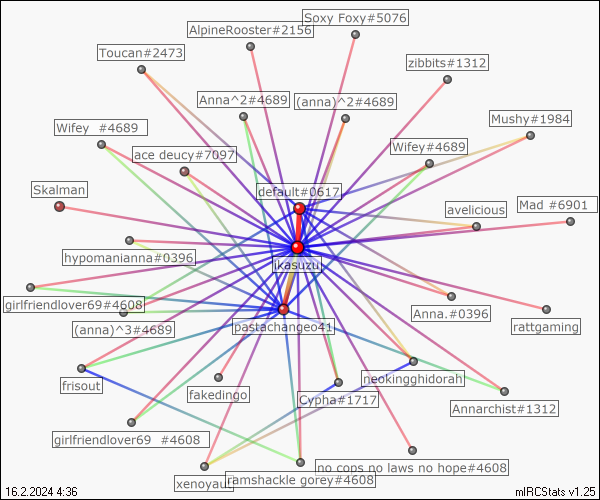 Soxy Foxy#5076
AlpineRooster#2156
Toucan#2473
zibbits#1312
Anna^2#4689
(anna)^2#4689
Mushy#1984
Wifey  #4689
ace deucy#7097
Wifey#4689
Skalman
default#0617
avelicious
Mad #6901
hypomanianna#0396
jkasuzu
girlfriendlover69#4608
Anna.#0396
rattgaming
(anna)^3#4689
pastachangeo41
frisout
fakedingo
Cypha#1717
neokingghidorah
Annarchist#1312
girlfriendlover69  #4608
xenoyaur
ramshackle gorey#4608
no cops no laws no hope#4608
16.2.2024 4:36
mIRCStats v1.25